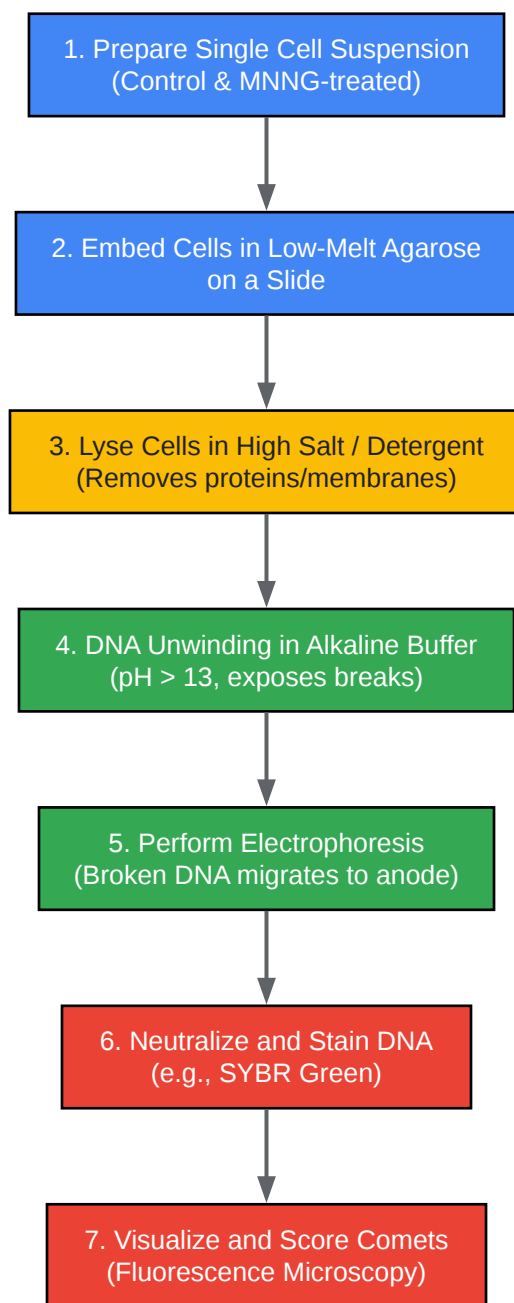 1. Prepare Single Cell Suspension
(Control & MNNG-treated)
2. Embed Cells in Low-Melt Agarose
on a Slide
3. Lyse Cells in High Salt / Detergent
(Removes proteins/membranes)
4. DNA Unwinding in Alkaline Buffer
(pH > 13, exposes breaks)
5. Perform Electrophoresis
(Broken DNA migrates to anode)
6. Neutralize and Stain DNA
(e.g., SYBR Green)
7. Visualize and Score Comets
(Fluorescence Microscopy)